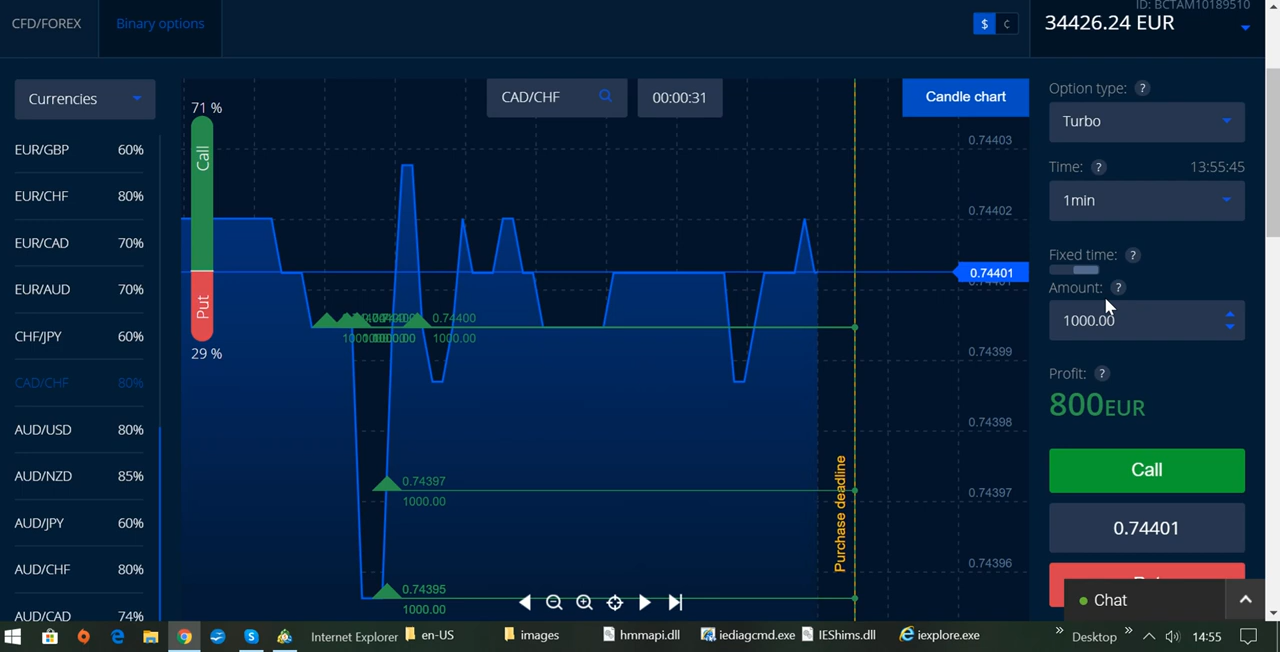 CFD/FOREX
Binary options
$
¢
ID: BCTAM10189510
34426.24 EUR
Currencies
EUR/GBP 60%
EUR/CHF 80%
EUR/CAD 70%
EUR/AUD 70%
CHF/JPY 60%
CAD/CHF 80%
AUD/USD 80%
AUD/NZD 85%
AUD/JPY 60%
AUD/CHF 80%
AUD/CAD 74%
71 %
Call
Put
29 %
CAD/CHF
00:00:31
Candle chart
0.74403
0.74402
0.74401
0.74401
0.74399
0.74398
0.74397
0.74396
0.74400
1000.00
0.74397
1000.00
0.74395
1000.00
Purchase deadline
Option type: ?
Turbo
Time: ? 13:55:45
1min
Fixed time: ?
Amount: ?
1000.00
Profit: ?
800EUR
Call
0.74401
Chat
Internet Explorer
en-US
images
hmmapi.dll
iediagcmd.exe
IEShims.dll
iexplore.exe
»
Desktop
»
14:55